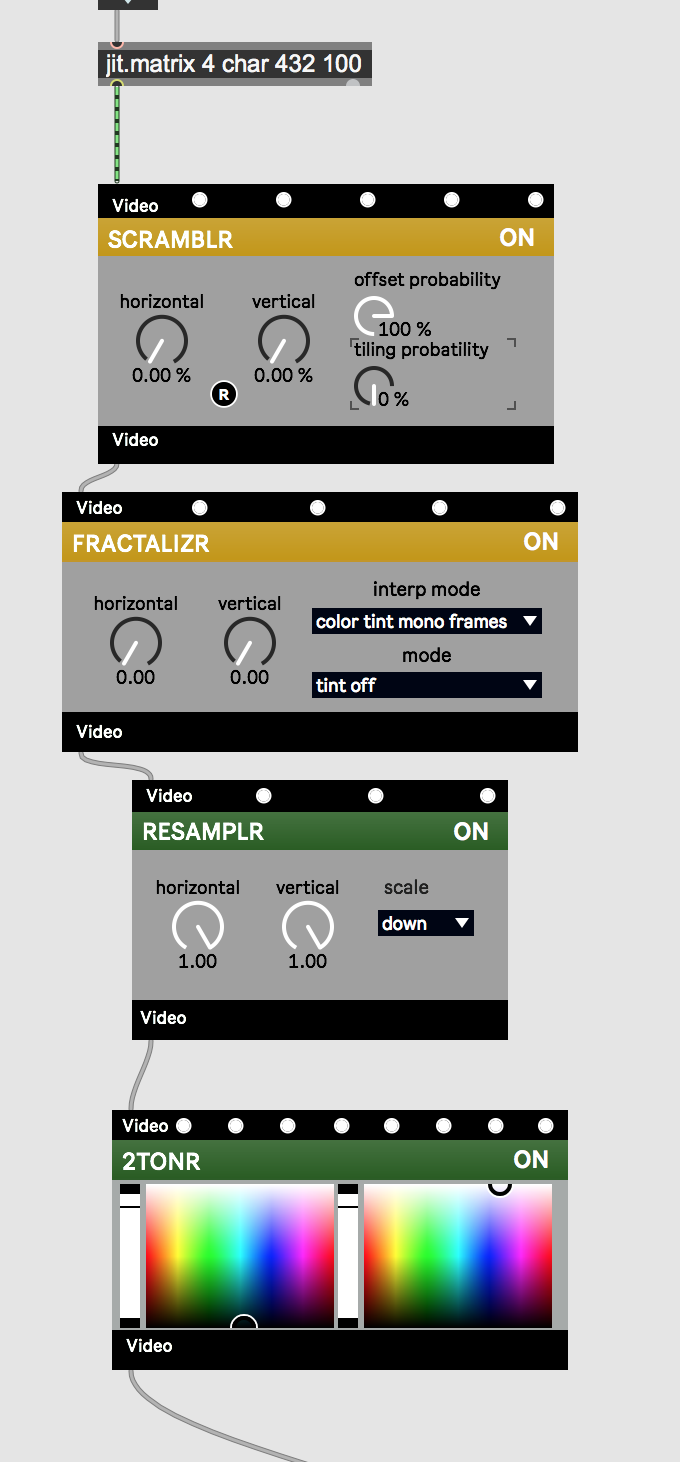 jit.matrix 4 char 432 100
Video
SCRAMBLR ON
offset probability
horizontal vertical
100 %
tiling probatility
0.00 % 0.00 %
R
0 %
Video
Video
FRACTALIZR ON
interp mode
horizontal vertical
color tint mono frames
mode
0.00 0.00
tint off
Video
Video
RESAMPLR ON
horizontal vertical scale
down
1.00 1.00
Video
Video
2TONR ON
Video